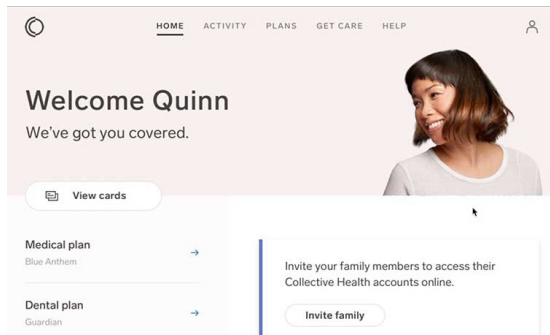 HOME ACTIVITY PLANS GET CARE HELP
Welcome Quinn
We've got you covered.
View cards
Medical plan
Blue Anthem
Dental plan
Guardian
Invite your family members to access their
Collective Health accounts online.
Invite family